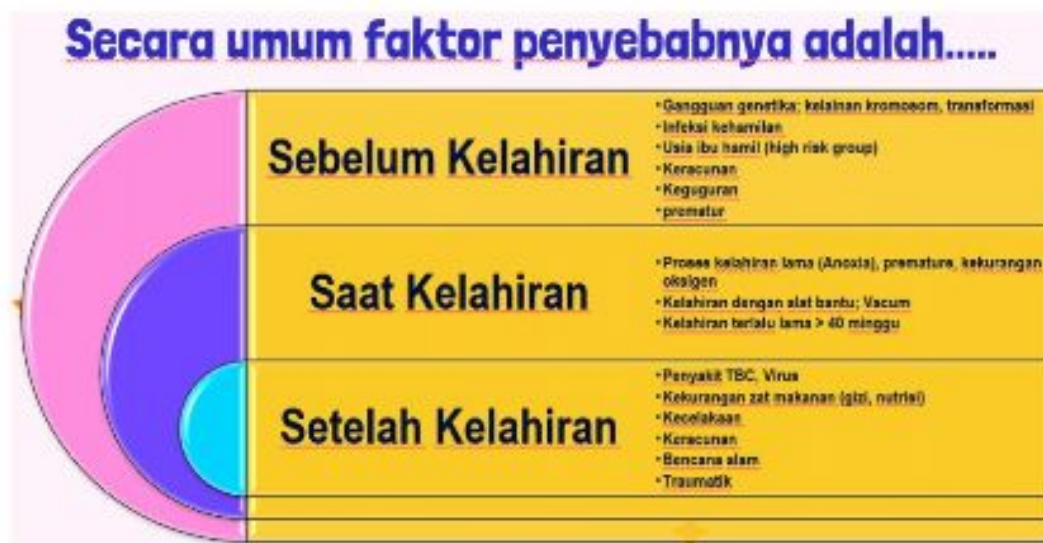 Secara umum faktor penyebabnya adalah.....
Sebelum Kelahiran
•Gangguan genetika; kelainan kromosom, transformasi
•Infeksi kehamilan
•Usia ibu hamil (high risk group)
•Keracunan
•Keguguran
•prematur
Saat Kelahiran
•Proses kelahiran lama (Anoxia), premature, kekurangan
oksigen
•Kelahiran dengan alat bantu; Vacum
•Kelahiran terlalu lama > 40 minggu
Setelah Kelahiran
•Penyakit TBC, Virus
•Kekurangan zat makanan (gizi, nutrisi)
•Kecelakaan
•Keracunan
•Bencana alam
•Traumatik